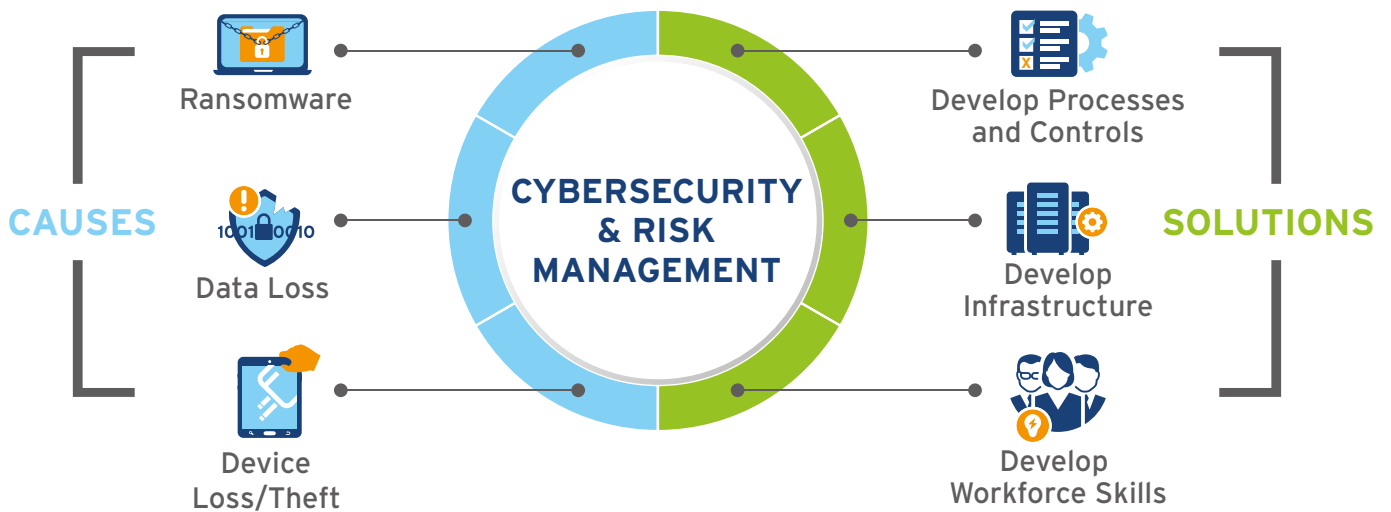 CAUSES
Ransomware
1001 0010
Data Loss
Device
Loss/Theft
CYBERSECURITY
& RISK
MANAGEMENT
Develop Processes
and Controls
Develop
Infrastructure
Develop
Workforce Skills
SOLUTIONS